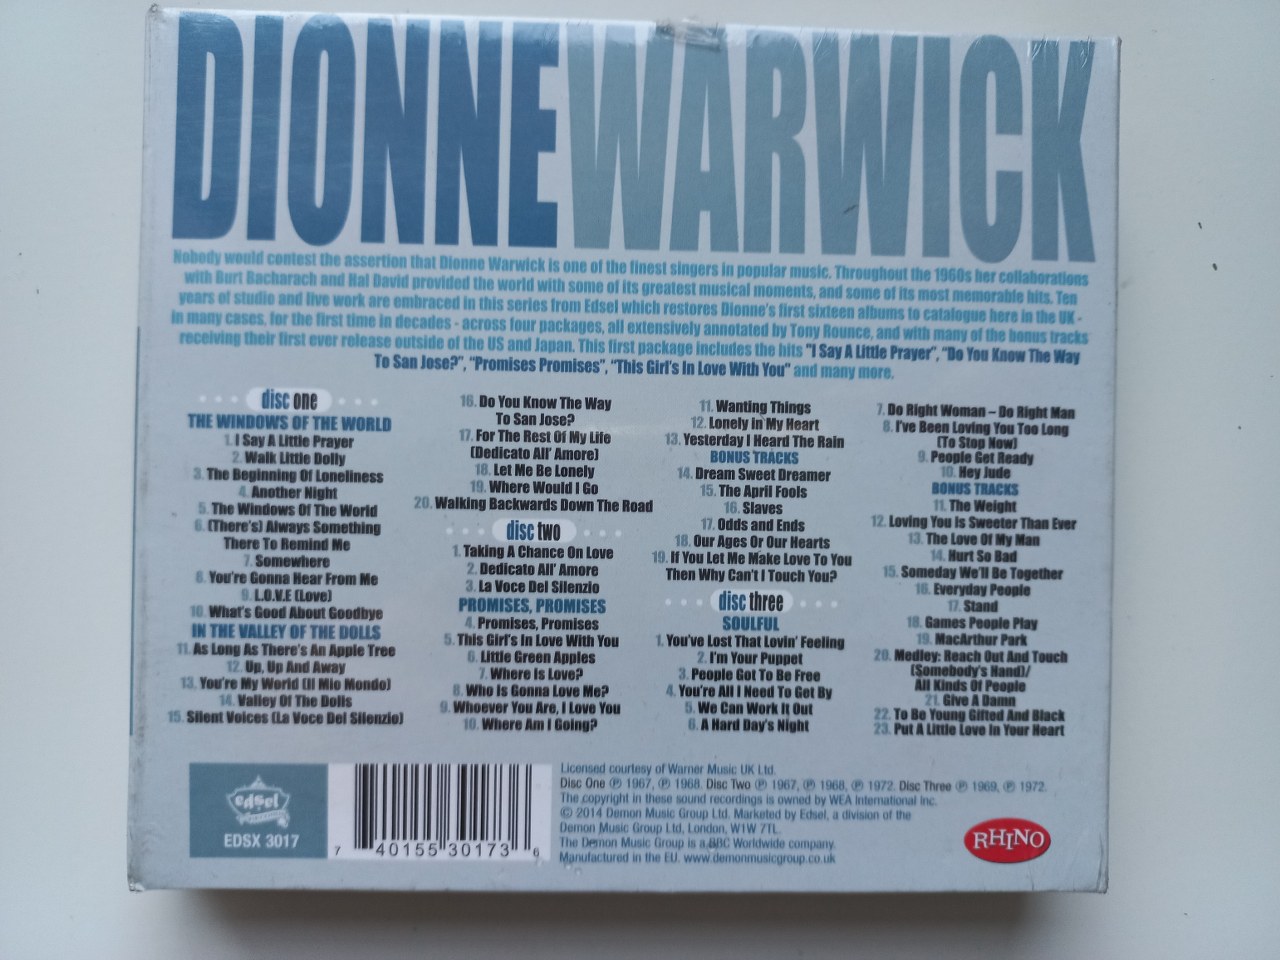 DIONNE WARWICK
Nobody would contest the assertion that Dionne Warwick is one of the finest singers in popular music. Throughout the 1960s her collaborations
with Burt Bacharach and Hal David provided the world with some of its greatest musical moments, and some of its most memorable hits. Ten
years of studio and live work are embraced in this series from Edsel which restores Dionne's first sixteen albums to catalogue here in the UK -
in many cases, for the first time in decades - across four packages, all extensively annotated by Tony Rounce, and with many of the bonus tracks
receiving their first ever release outside of the US and Japan. This first package includes the hits "I Say A Little Prayer", "Do You Know The Way
To San Jose?", "Promises Promises", "This Girl's In Love With You" and many more.
disc one
THE WINDOWS OF THE WORLD
1. I Say A Little Prayer
2. Walk Little Dolly
3. The Beginning Of Loneliness
4. Another Night
5. The Windows Of The World
6. (There's) Always Something
There To Remind Me
7. Somewhere
8. You're Gonna Hear From Me
9. L.O.V.E (Love)
10. What's Good About Goodbye
IN THE VALLEY OF THE DOLLS
11. As Long As There's An Apple Tree
12. Up, Up And Away
13. You're My World (Il Mio Mondo)
14. Valley Of The Dolls
15. Silent Voices (La Voce Del Silenzio)
16. Do You Know The Way
To San Jose?
17. For The Rest Of My Life
(Dedicato All' Amore)
18. Let Me Be Lonely
19. Where Would I Go
20. Walking Backwards Down The Road
disc two
1. Taking A Chance On Love
2. Dedicato All' Amore
3. La Voce Del Silenzio
PROMISES, PROMISES
4. Promises, Promises
5. This Girl's In Love With You
6. Little Green Apples
7. Where Is Love?
8. Who Is Gonna Love Me?
9. Whoever You Are, I Love You
10. Where Am I Going?
11. Wanting Things
12. Lonely in My Heart
13. Yesterday I Heard The Rain
BONUS TRACKS
14. Dream Sweet Dreamer
15. The April Fools
16. Slaves
17. Odds and Ends
18. Our Ages Or Our Hearts
19. If You Let Me Make Love To You
Then Why Can't I Touch You?
disc three
SOULFUL
1. You've Lost That Lovin' Feeling
2. I'm Your Puppet
3. People Got To Be Free
4. You're All I Need To Get By
5. We Can Work It Out
6. A Hard Day's Night
7. Do Right Woman – Do Right Man
8. I've Been Loving You Too Long
(To Stop Now)
9. People Get Ready
10. Hey Jude
BONUS TRACKS
11. The Weight
12. Loving You Is Sweeter Than Ever
13. The Love Of My Man
14. Hurt So Bad
15. Someday We'll Be Together
16. Everyday People
17. Stand
18. Games People Play
19. MacArthur Park
20. Medley: Reach Out And Touch
(Somebody's Hand)/
All Kinds Of People
21. Give A Damn
22. To Be Young Gifted And Black
23. Put A Little Love In Your Heart
edsel
EDSX 3017
7 40155 30173 6
Licensed courtesy of Warner Music UK Ltd.
Disc One ℗ 1967, ℗ 1968. Disc Two ℗ 1967, ℗ 1968, ℗ 1972. Disc Three ℗ 1969, ℗ 1972.
The copyright in these sound recordings is owned by WEA International Inc.
© 2014 Demon Music Group Ltd. Marketed by Edsel, a division of the
Demon Music Group Ltd, London, W1W 7TL.
The Demon Music Group is a BBC Worldwide company.
Manufactured in the EU. www.demonmusicgroup.co.uk
RHINO